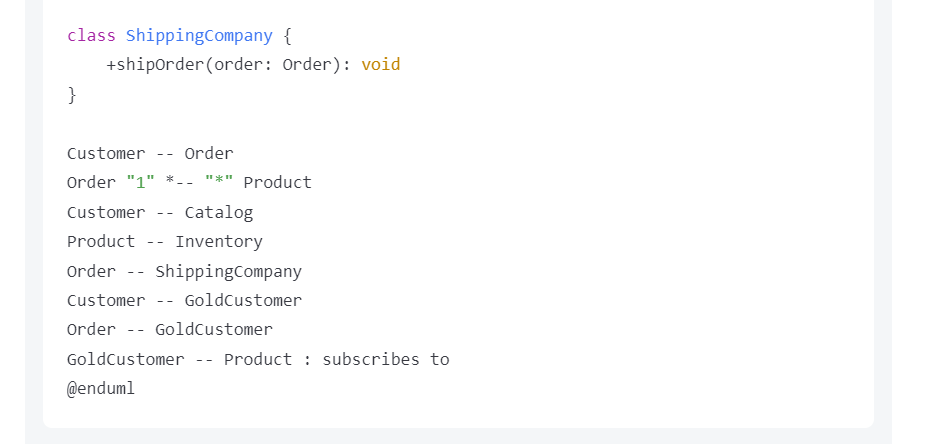 class ShippingCompany {
    +shipOrder(order: Order): void
}
Customer -- Order
Order "1" *-- "*" Product
Customer -- Catalog
Product -- Inventory
Order -- ShippingCompany
Customer -- GoldCustomer
Order -- GoldCustomer
GoldCustomer -- Product : subscribes to
@enduml